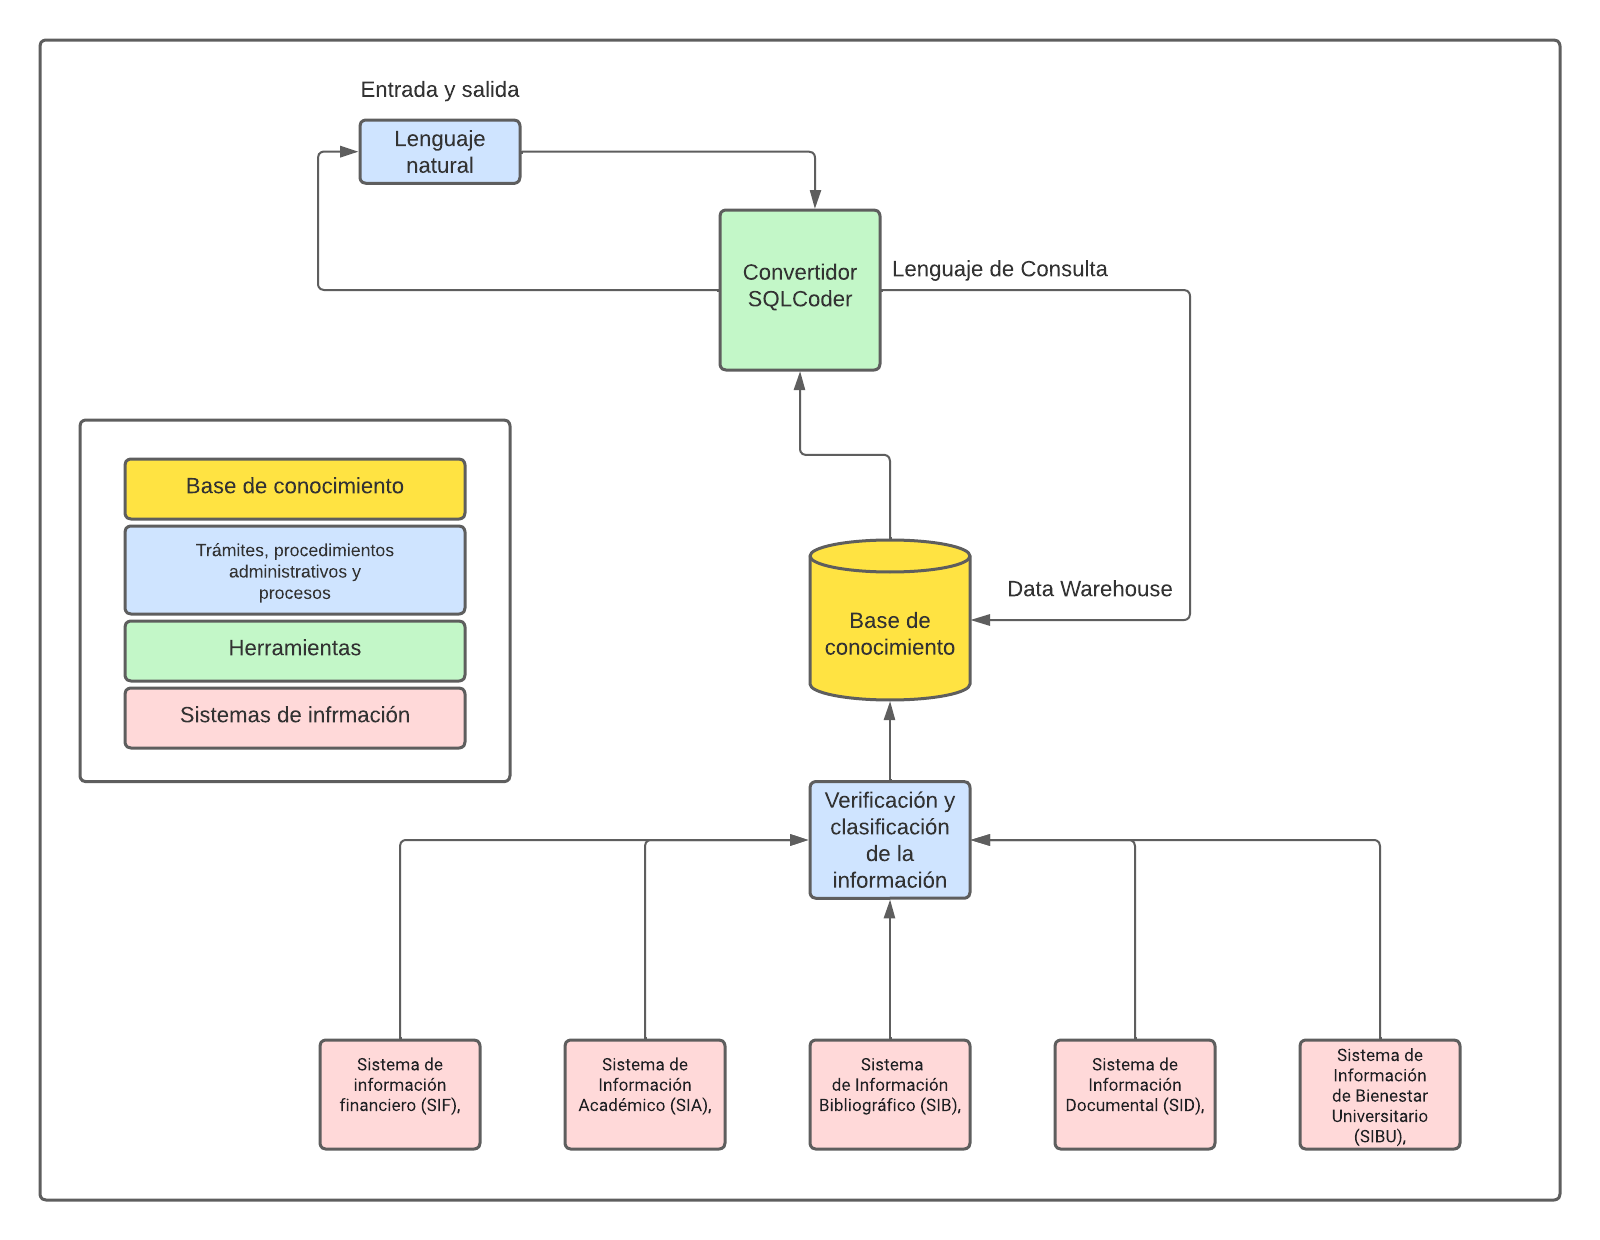 Entrada y salida
Lenguaje
natural
Convertidor
SQLCoder
Lenguaje de Consulta
Base de conocimiento
Trámites, procedimientos
administrativos y
procesos
Herramientas
Sistemas de infrmación
Data Warehouse
Base de
conocimiento
Verificación y
clasificación
de la
información
Sistema de
información
financiero (SIF),
Sistema de
Información
Académico (SIA),
Sistema
de Información
Bibliográfico (SIB),
Sistema de
Información
Documental (SID),
Sistema de
Información
de Bienestar
Universitario
(SIBU),